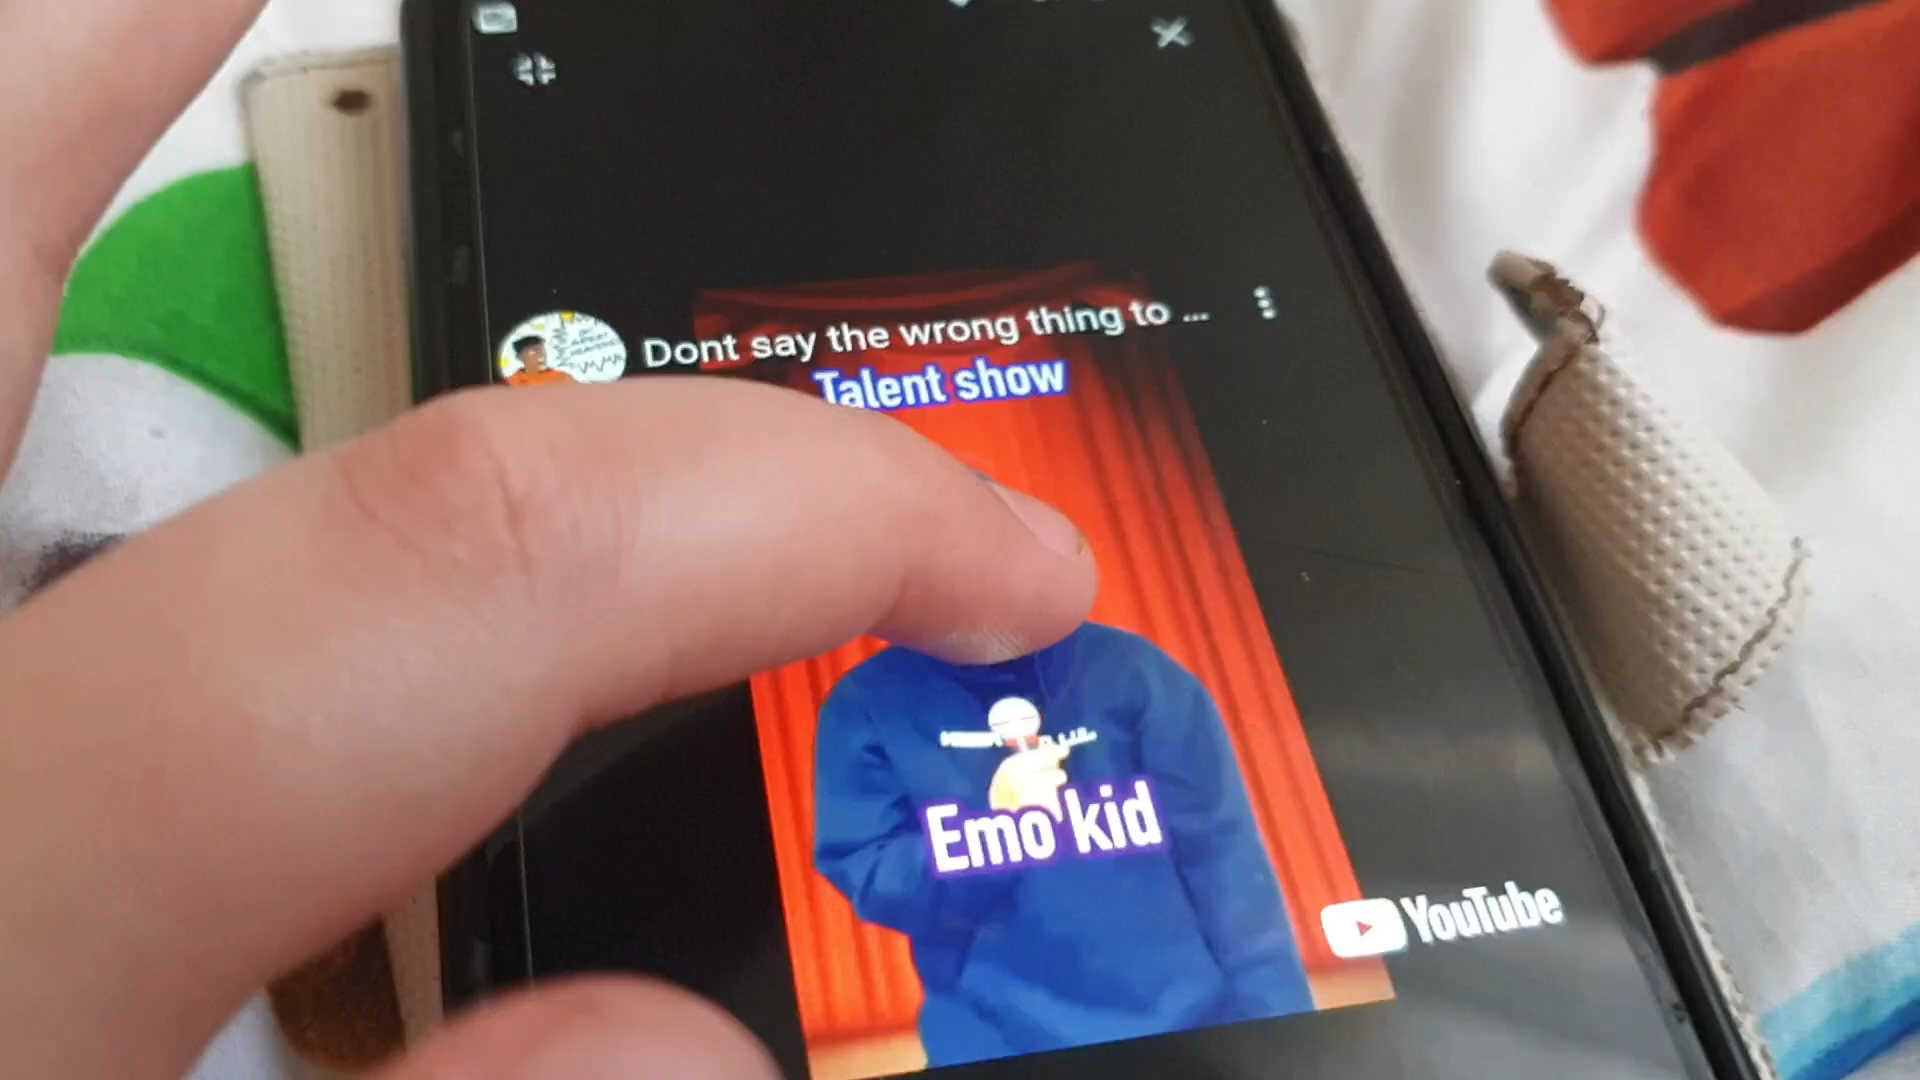 Dont say the wrong thing to ...
Talent show
Emo kid
YouTube